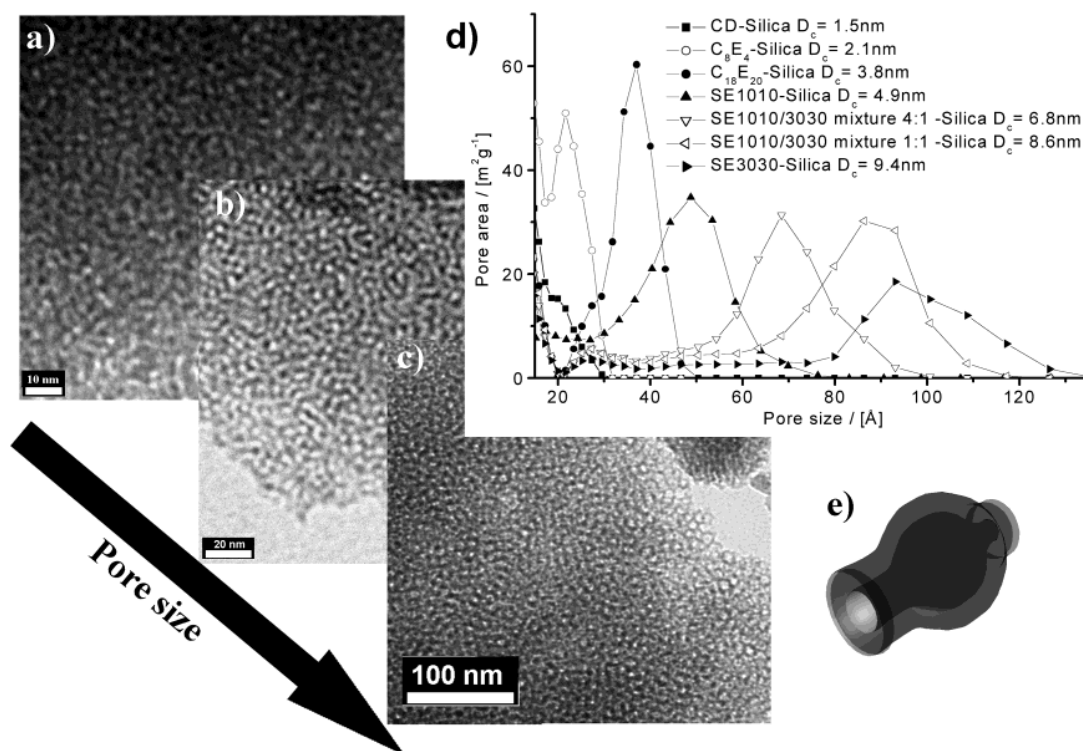 a)
10 nm
b)
20 nm
c)
100 nm
Pore size
d)
CD-Silica D_c = 1.5nm
C₈E₄-Silica D_c = 2.1nm
C₁₈E₂₀-Silica D_c = 3.8nm
SE1010-Silica D_c = 4.9nm
SE1010/3030 mixture 4:1 -Silica D_c = 6.8nm
SE1010/3030 mixture 1:1 -Silica D_c = 8.6nm
SE3030-Silica D_c = 9.4nm
Pore area / [m²g⁻¹]
60
40
20
0
20 40 60 80 100 120
Pore size / [Å]
e)